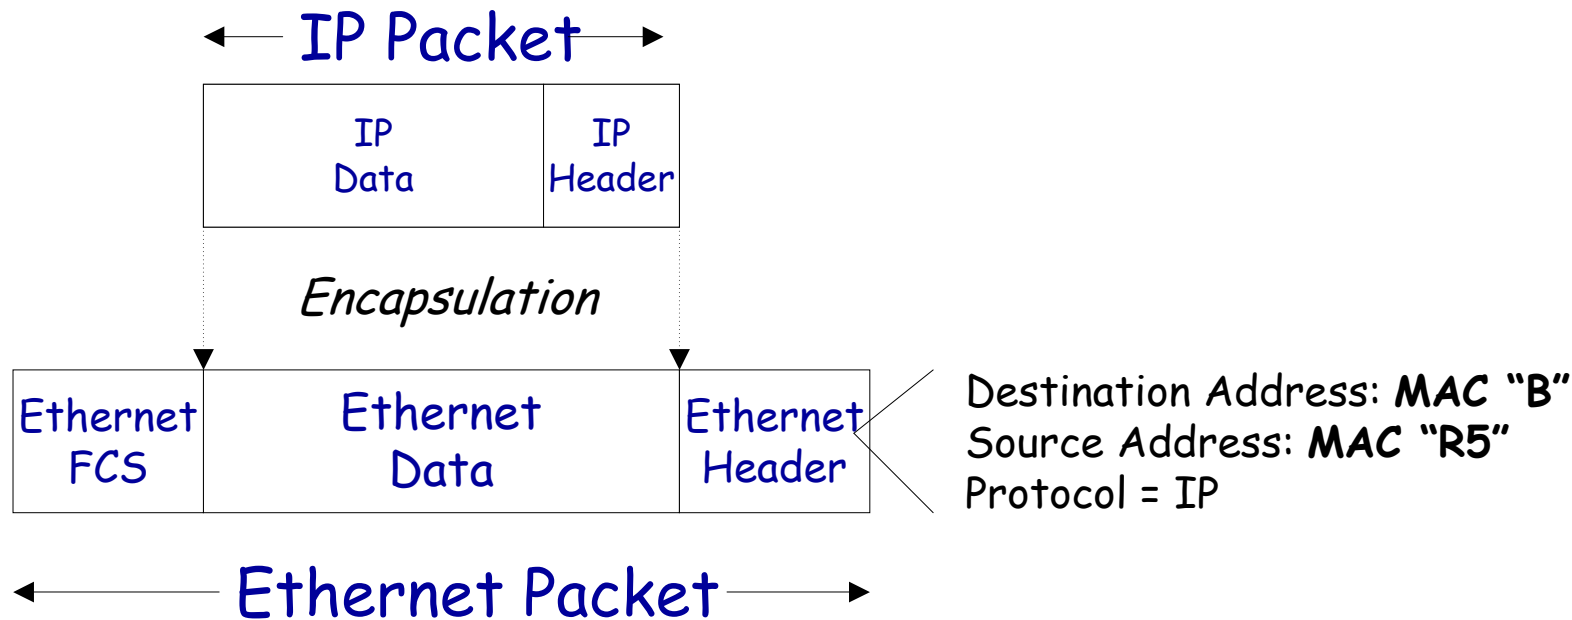 IP Packet
IP
Data
IP
Header
Encapsulation
Ethernet
FCS
Ethernet
Data
Ethernet
Header
Destination Address: MAC “B”
Source Address: MAC “R5”
Protocol = IP
Ethernet Packet